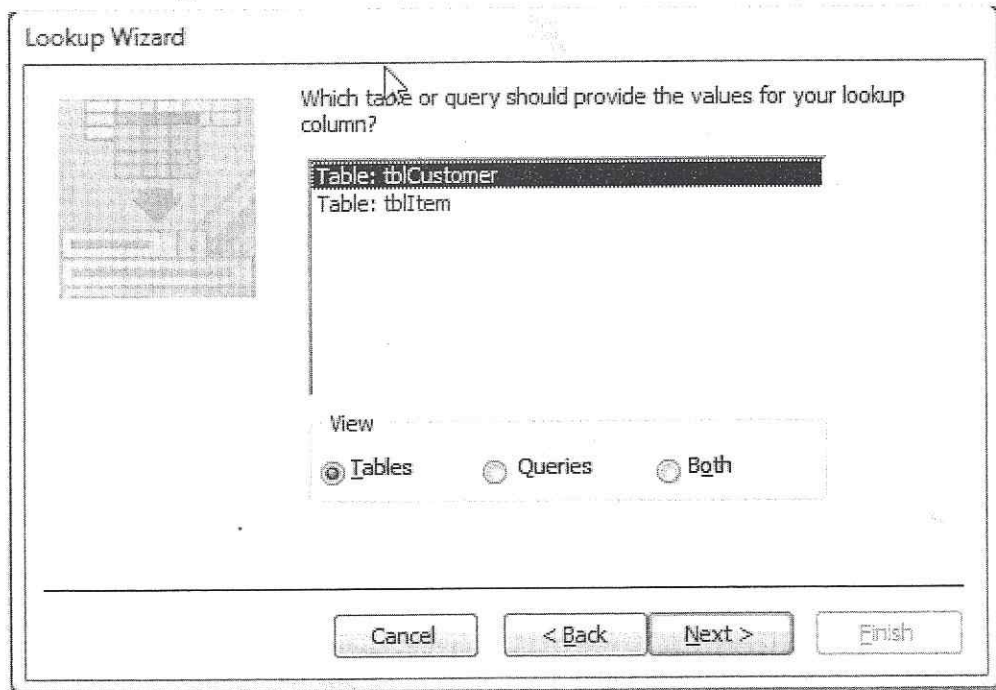 Lookup Wizard
Which table or query should provide the values for your lookup
column?
Table: tblCustomer
Table: tblItem
View
Tables
Queries
Both
Cancel
< Back
Next >
Finish